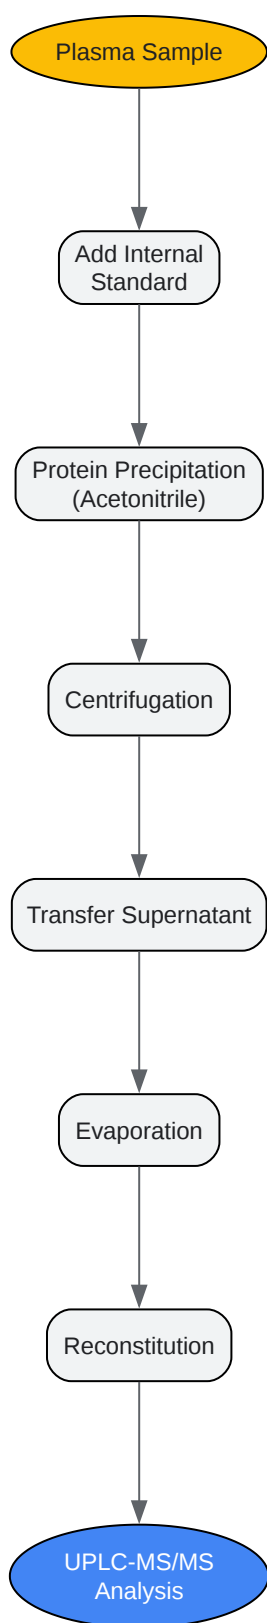 Plasma Sample
Add Internal
Standard
Protein Precipitation
(Acetonitrile)
Centrifugation
Transfer Supernatant
Evaporation
Reconstitution
UPLC-MS/MS
Analysis